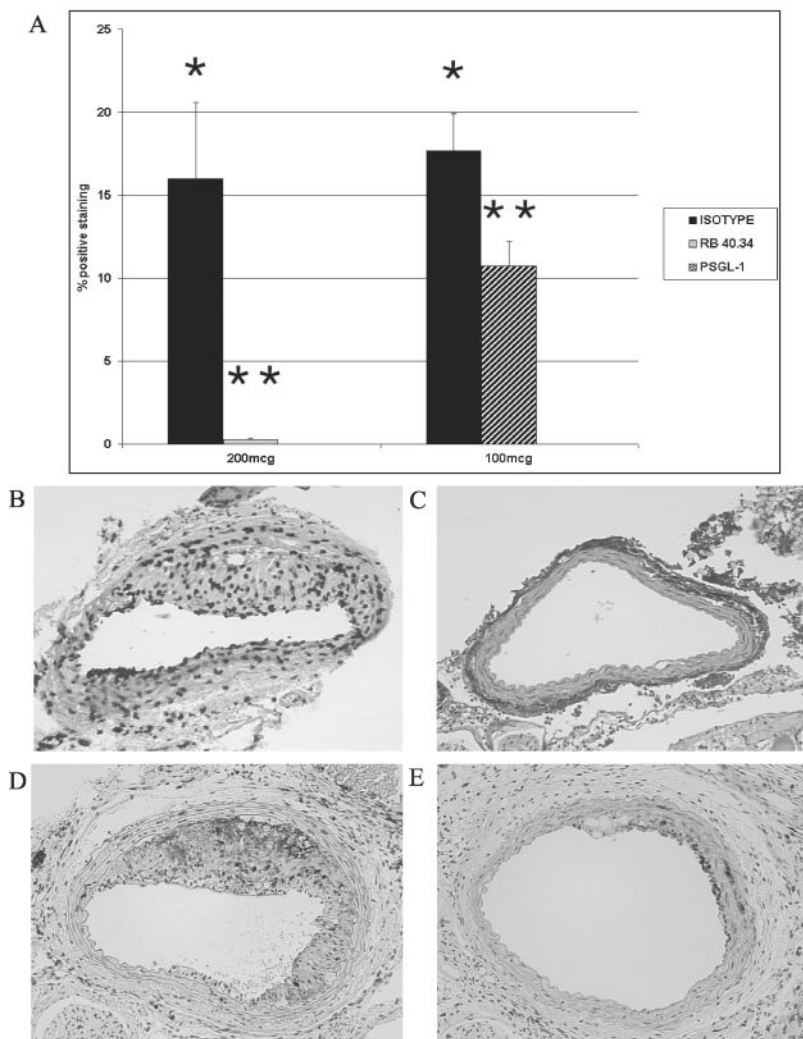 A
25
20
15
10
5
0
% positive staining
*
* *
*
* *
200mcg
100mcg
ISOTYPE
RB 40.34
PSGL-1
B
C
D
E